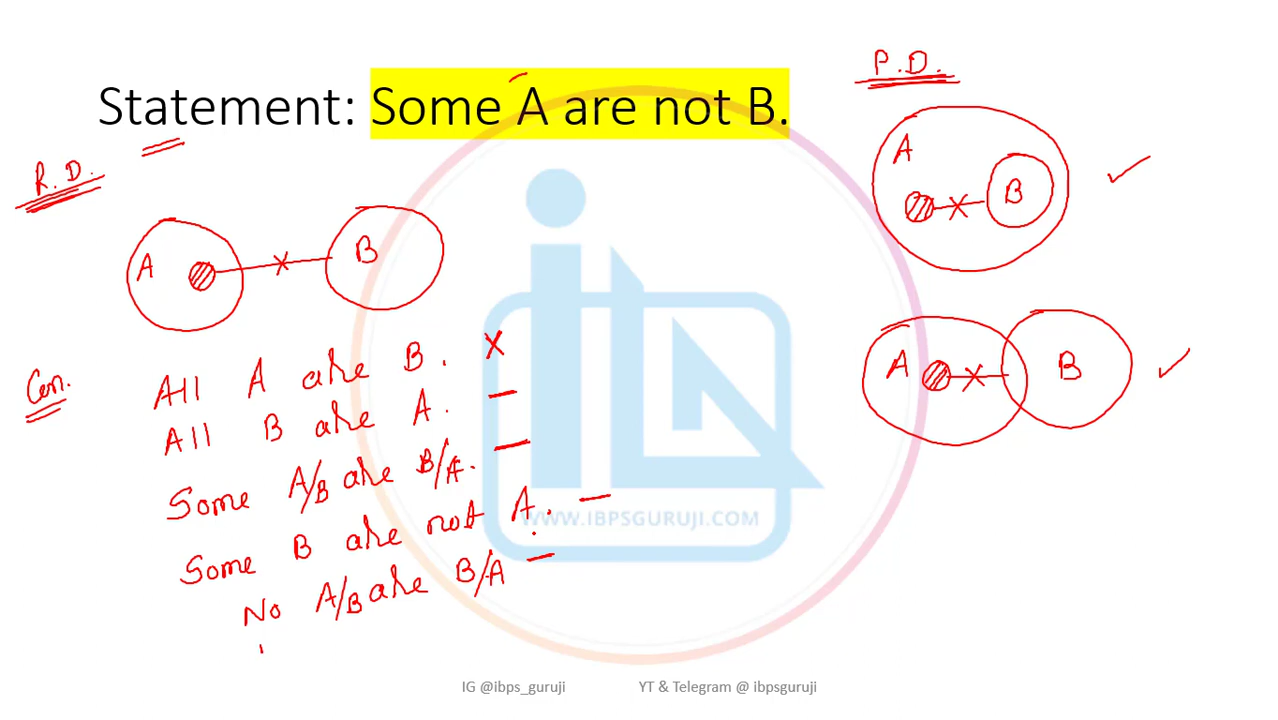 P.D.
Statement: Some A are not B.
R.D.
A
B
A
B
A
B
Con.
All A are B. ×
All B are A. –
Some A/B are B/A. –
Some B are not A. –
No A/B are B/A –
WWW.IBPSGURUJI.COM
IG @ibps_guruji
YT & Telegram @ ibpsguruji